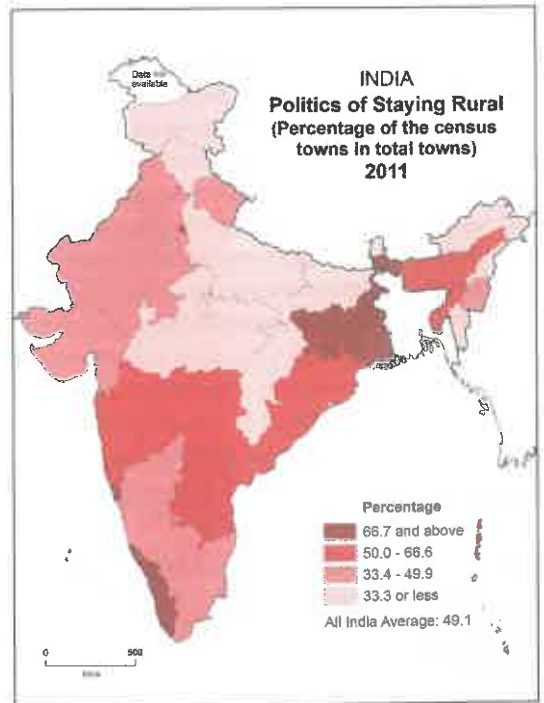 Data
available
INDIA
Politics of Staying Rural
(Percentage of the census
towns in total towns)
2011
Percentage
66.7 and above
50.0 - 66.6
33.4 - 49.9
33.3 or less
All India Average: 49.1
0 500